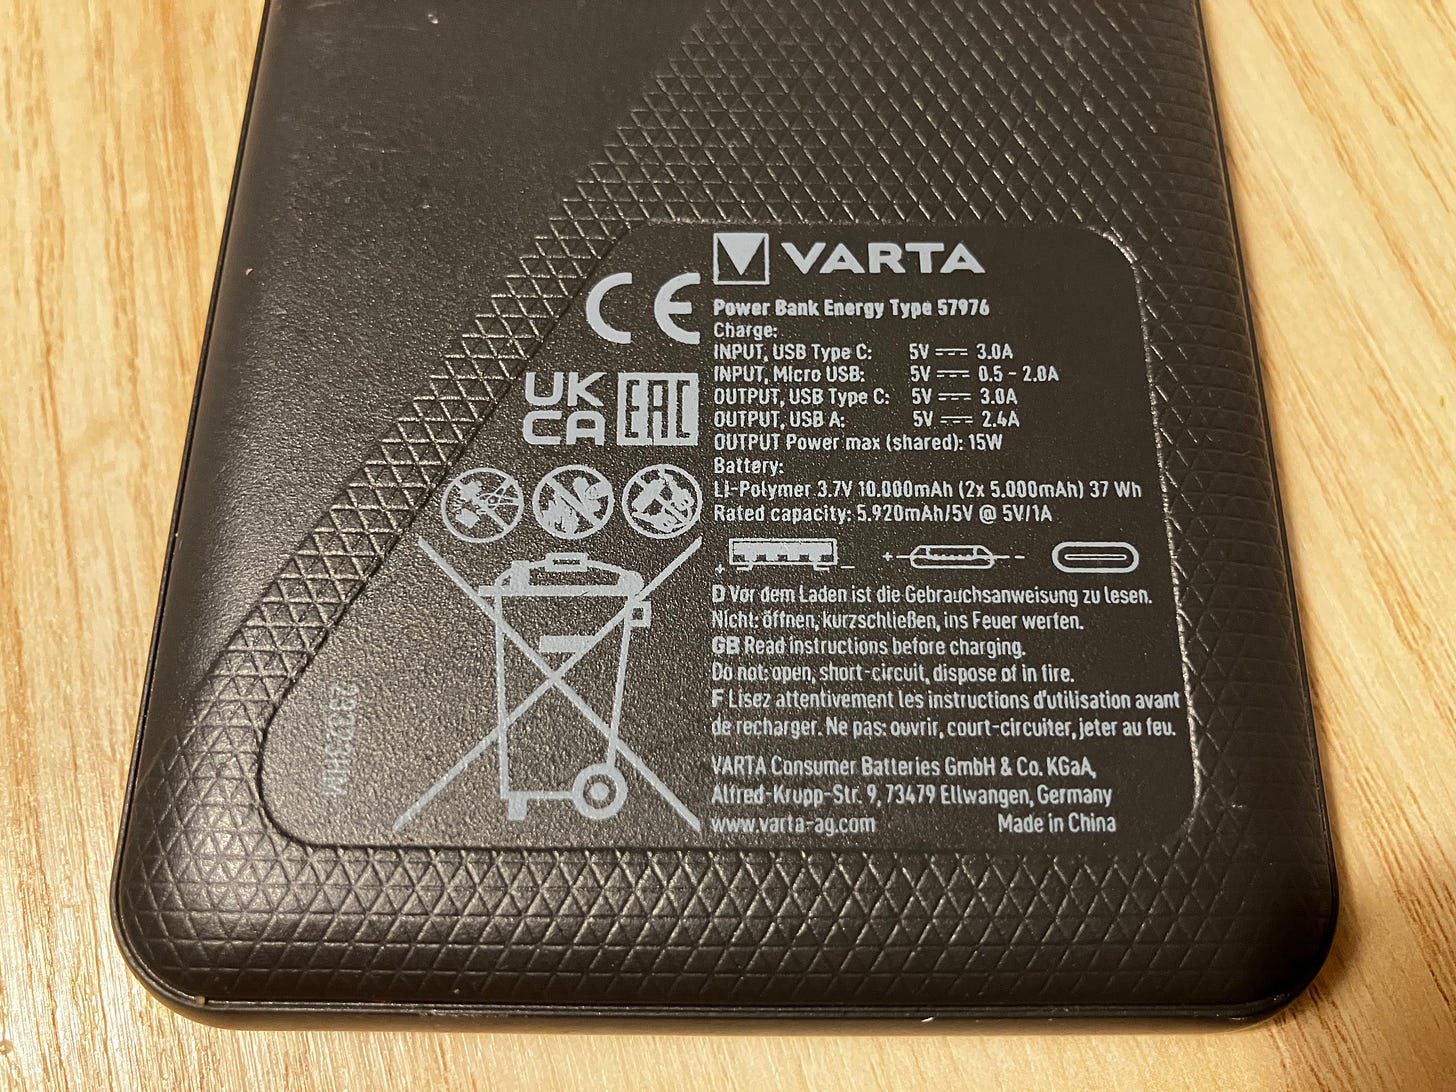 VARTA
CE
UK
CA
EAC
Power Bank Energy Type 57976
Charge:
INPUT, USB Type C: 5V ⎓ 3.0A
INPUT, Micro USB: 5V ⎓ 0.5 - 2.0A
OUTPUT, USB Type C: 5V ⎓ 3.0A
OUTPUT, USB A: 5V ⎓ 2.4A
OUTPUT Power max (shared): 15W
Battery:
Li-Polymer 3.7V 10.000mAh (2x 5.000mAh) 37 Wh
Rated capacity: 5.920mAh/5V @ 5V/1A
+ -
+ -
D Vor dem Laden ist die Gebrauchsanweisung zu lesen.
Nicht: öffnen, kurzschließen, ins Feuer werfen.
GB Read instructions before charging.
Do not: open, short-circuit, dispose of in fire.
F Lisez attentivement les instructions d'utilisation avant
de recharger. Ne pas: ouvrir, court-circuiter, jeter au feu.
VARTA Consumer Batteries GmbH & Co. KGaA,
Alfred-Krupp-Str. 9, 73479 Ellwangen, Germany
www.varta-ag.com Made in China